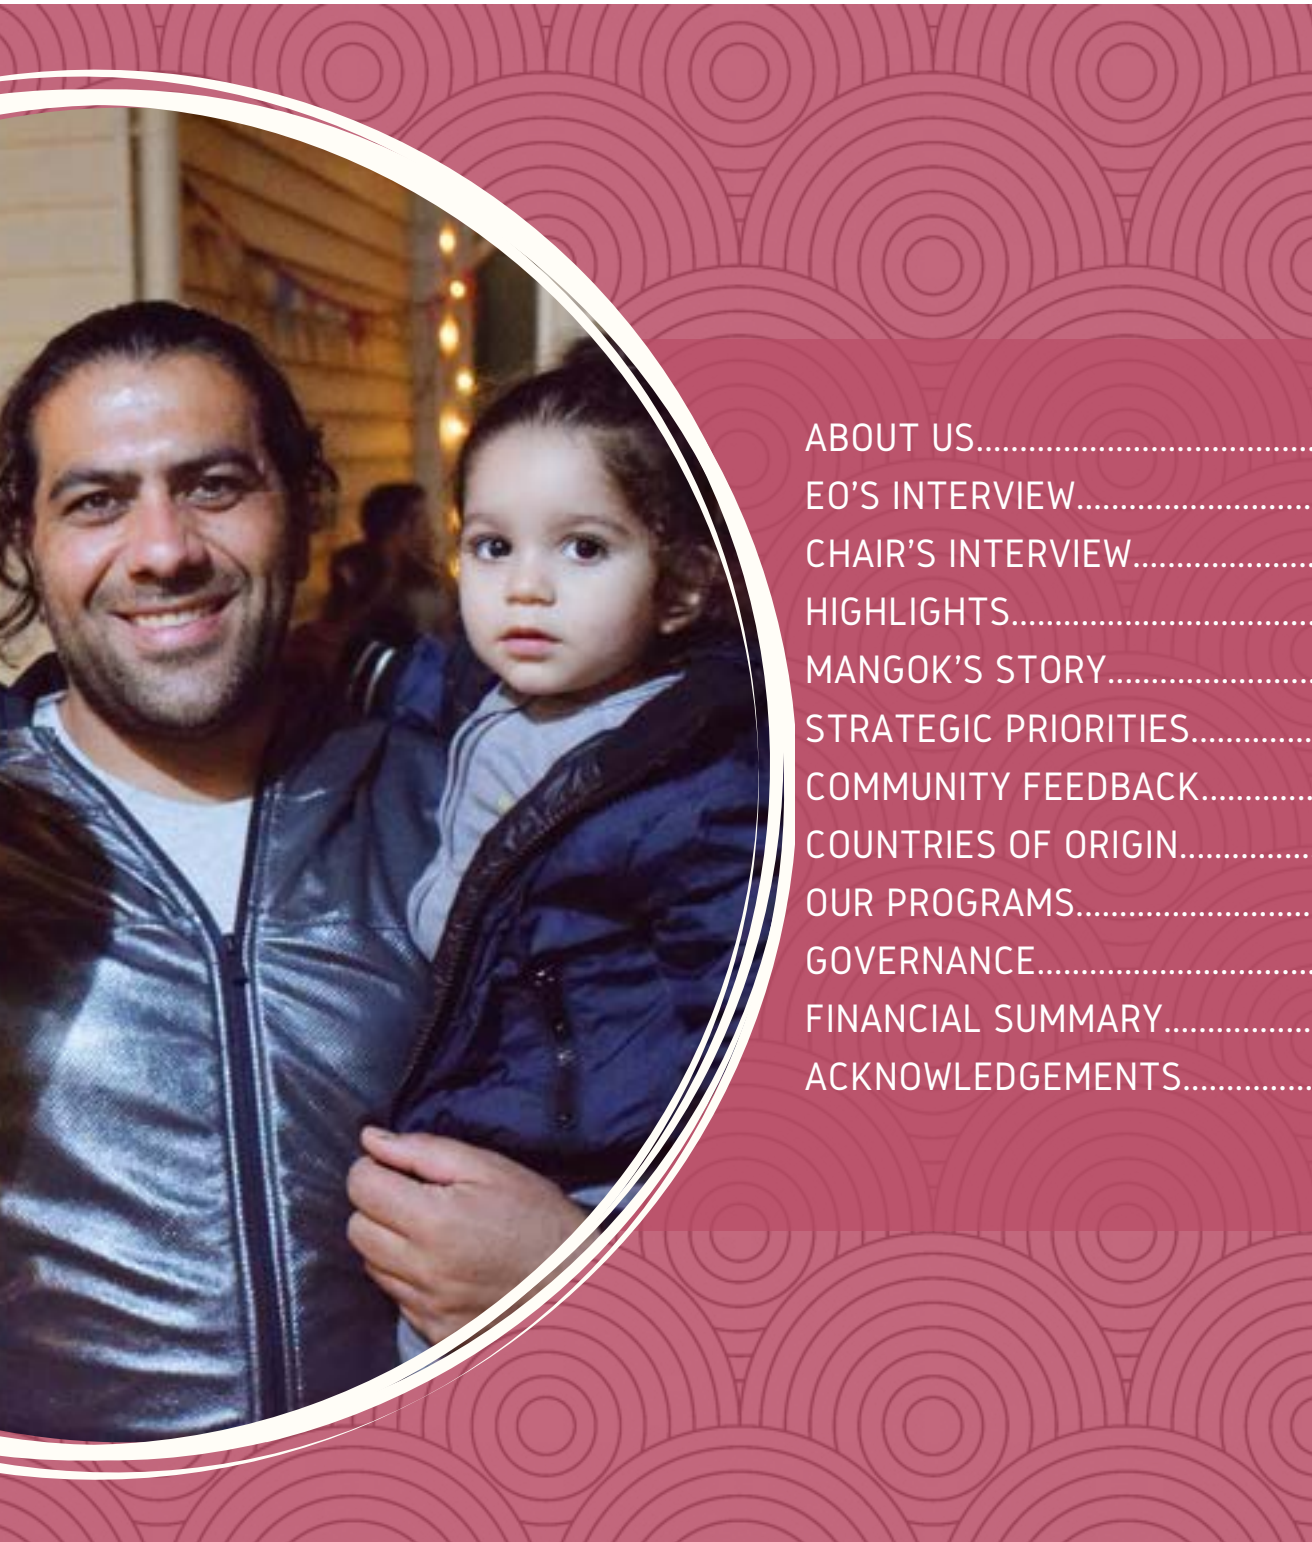 ABOUT US........................................
EO’S INTERVIEW............................
CHAIR’S INTERVIEW.....................
HIGHLIGHTS...................................
MANGOK’S STORY........................
STRATEGIC PRIORITIES..............
COMMUNITY FEEDBACK.............
COUNTRIES OF ORIGIN...............
OUR PROGRAMS...........................
GOVERNANCE................................
FINANCIAL SUMMARY.................
ACKNOWLEDGEMENTS...............